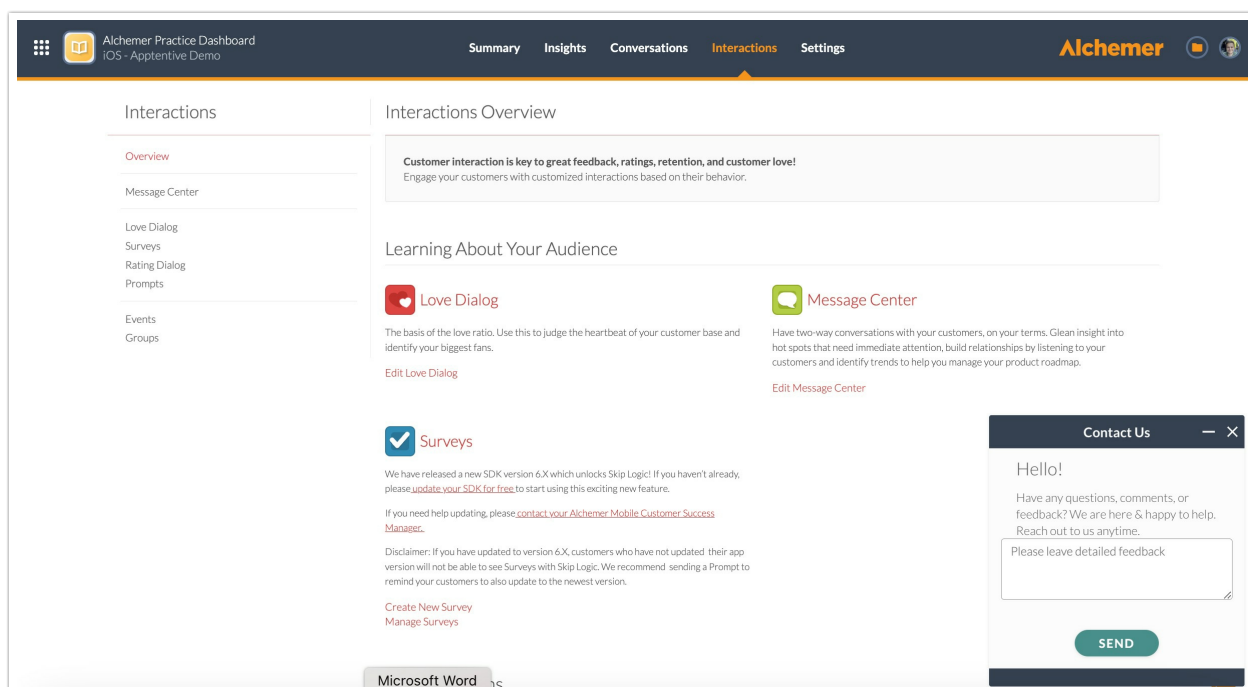 Alchemer Practice Dashboard
iOS - Apptentive Demo
Summary Insights Conversations Interactions Settings
Alchemer
Interactions
Overview
Message Center
Love Dialog
Surveys
Rating Dialog
Prompts
Events
Groups
Interactions Overview
Customer interaction is key to great feedback, ratings, retention, and customer love!
Engage your customers with customized interactions based on their behavior.
Learning About Your Audience
Love Dialog
The basis of the love ratio. Use this to judge the heartbeat of your customer base and
identify your biggest fans.
Edit Love Dialog
Message Center
Have two-way conversations with your customers, on your terms. Glean insight into
hot spots that need immediate attention, build relationships by listening to your
customers and identify trends to help you manage your product roadmap.
Edit Message Center
Surveys
We have released a new SDK version 6.X which unlocks Skip Logic! If you haven't already,
please update your SDK for free to start using this exciting new feature.
If you need help updating, please contact your Alchemer Mobile Customer Success
Manager.
Disclaimer: If you have updated to version 6.X, customers who have not updated their app
version will not be able to see Surveys with Skip Logic. We recommend sending a Prompt to
remind your customers to also update to the newest version.
Create New Survey
Manage Surveys
Microsoft Word
Contact Us
Hello!
Have any questions, comments, or
feedback? We are here & happy to help.
Reach out to us anytime.
Please leave detailed feedback
SEND